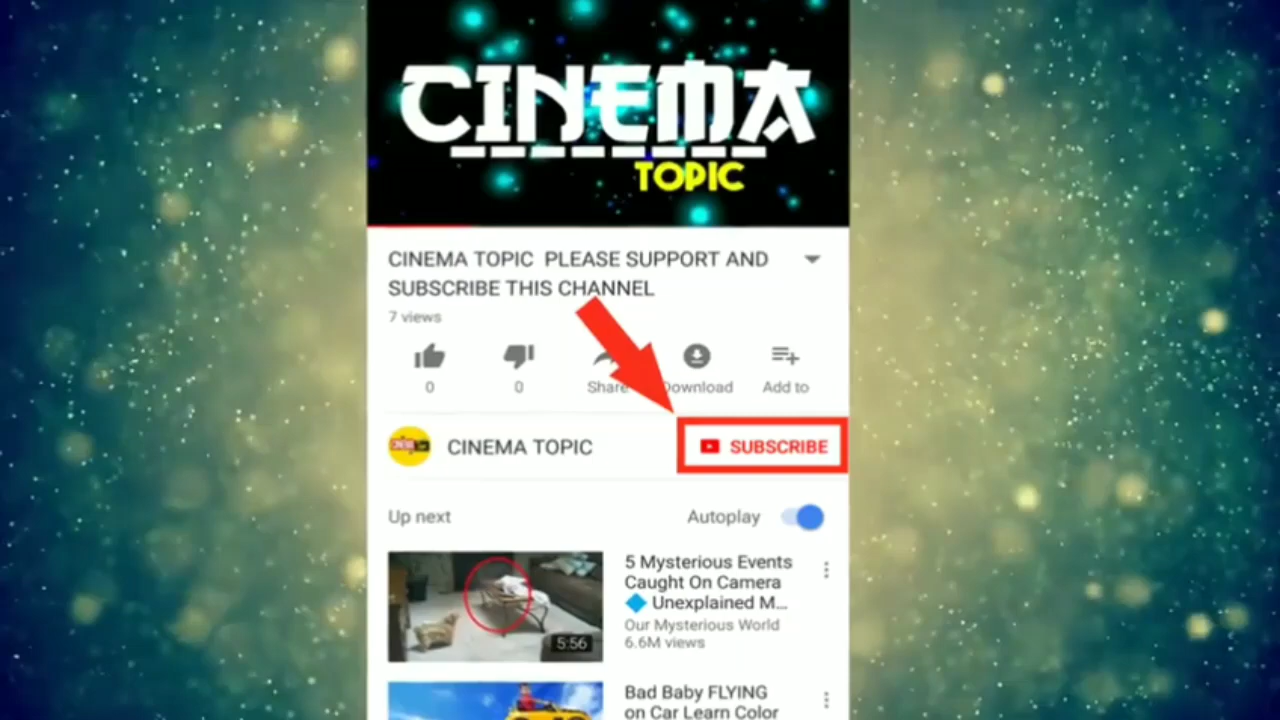 CINEMA
TOPIC
CINEMA TOPIC PLEASE SUPPORT AND
SUBSCRIBE THIS CHANNEL
7 views
0
0
Share
Download
Add to
CINEMA TOPIC
SUBSCRIBE
Up next
Autoplay
5 Mysterious Events
Caught On Camera
🔷 Unexplained M...
Our Mysterious World
6.6M views
5:56
Bad Baby FLYING
on Car Learn Color